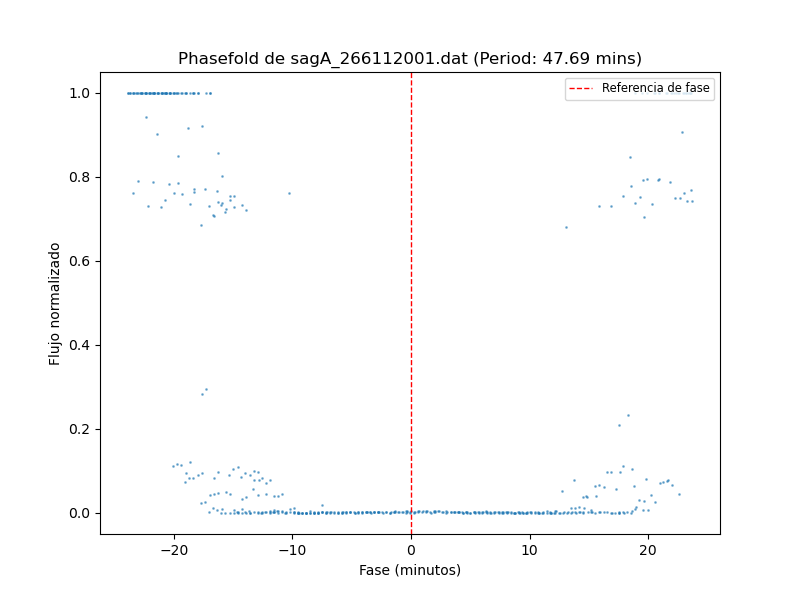 Phasefold de sagA_266112001.dat (Period: 47.69 mins)
Referencia de fase
1.0
0.8
0.6
0.4
0.2
0.0
Flujo normalizado
−20
−10
0
10
20
Fase (minutos)